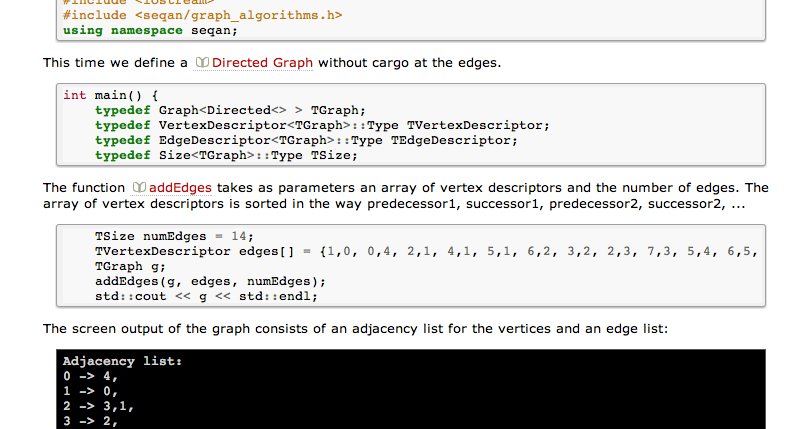 #include <iostream>
#include <seqan/graph_algorithms.h>
using namespace seqan;
This time we define a Directed Graph without cargo at the edges.
int main() {
    typedef Graph<Directed<> > TGraph;
    typedef VertexDescriptor<TGraph>::Type TVertexDescriptor;
    typedef EdgeDescriptor<TGraph>::Type TEdgeDescriptor;
    typedef Size<TGraph>::Type TSize;
The function addEdges takes as parameters an array of vertex descriptors and the number of edges. The
array of vertex descriptors is sorted in the way predecessor1, successor1, predecessor2, successor2, ...
    TSize numEdges = 14;
    TVertexDescriptor edges[] = {1,0, 0,4, 2,1, 4,1, 5,1, 6,2, 3,2, 2,3, 7,3, 5,4, 6,5,
    TGraph g;
    addEdges(g, edges, numEdges);
    std::cout << g << std::endl;
The screen output of the graph consists of an adjacency list for the vertices and an edge list:
Adjacency list:
0 -> 4,
1 -> 0,
2 -> 3,1,
3 -> 2,